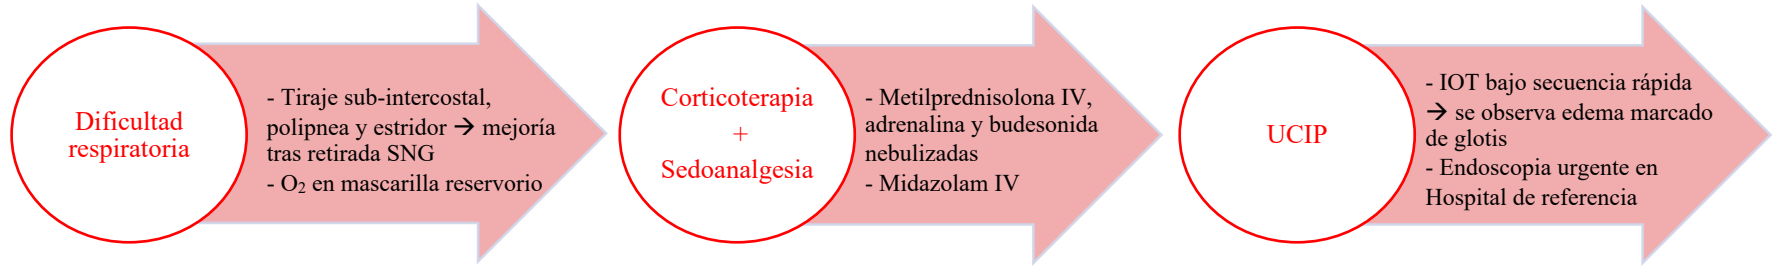 Dificultad
respiratoria
- Tiraje sub-intercostal,
polipnea y estridor → mejoría
tras retirada SNG
- O₂ en mascarilla reservorio
Corticoterapia
+
Sedoanalgesia
- Metilprednisolona IV,
adrenalina y budesonida
nebulizadas
- Midazolam IV
UCIP
- IOT bajo secuencia rápida
→ se observa edema marcado
de glotis
- Endoscopia urgente en
Hospital de referencia